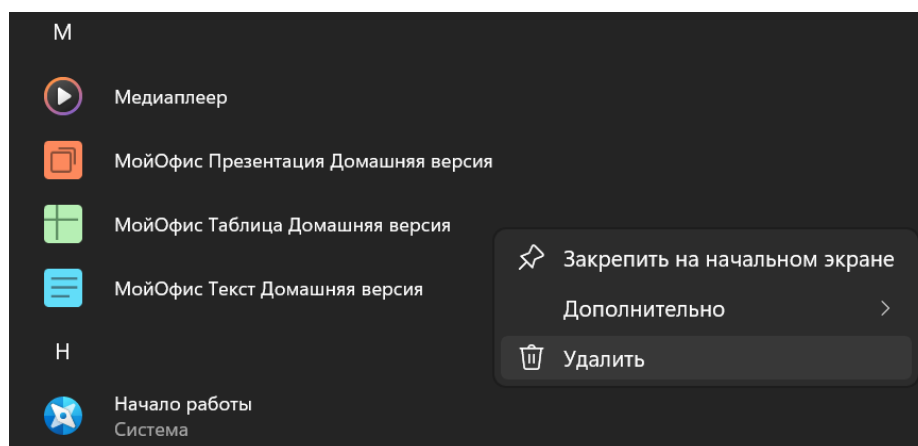 М
Медиаплеер
МойОфис Презентация Домашняя версия
МойОфис Таблица Домашняя версия
Закрепить на начальном экране
МойОфис Текст Домашняя версия
Дополнительно
Н
Удалить
Начало работы
Система